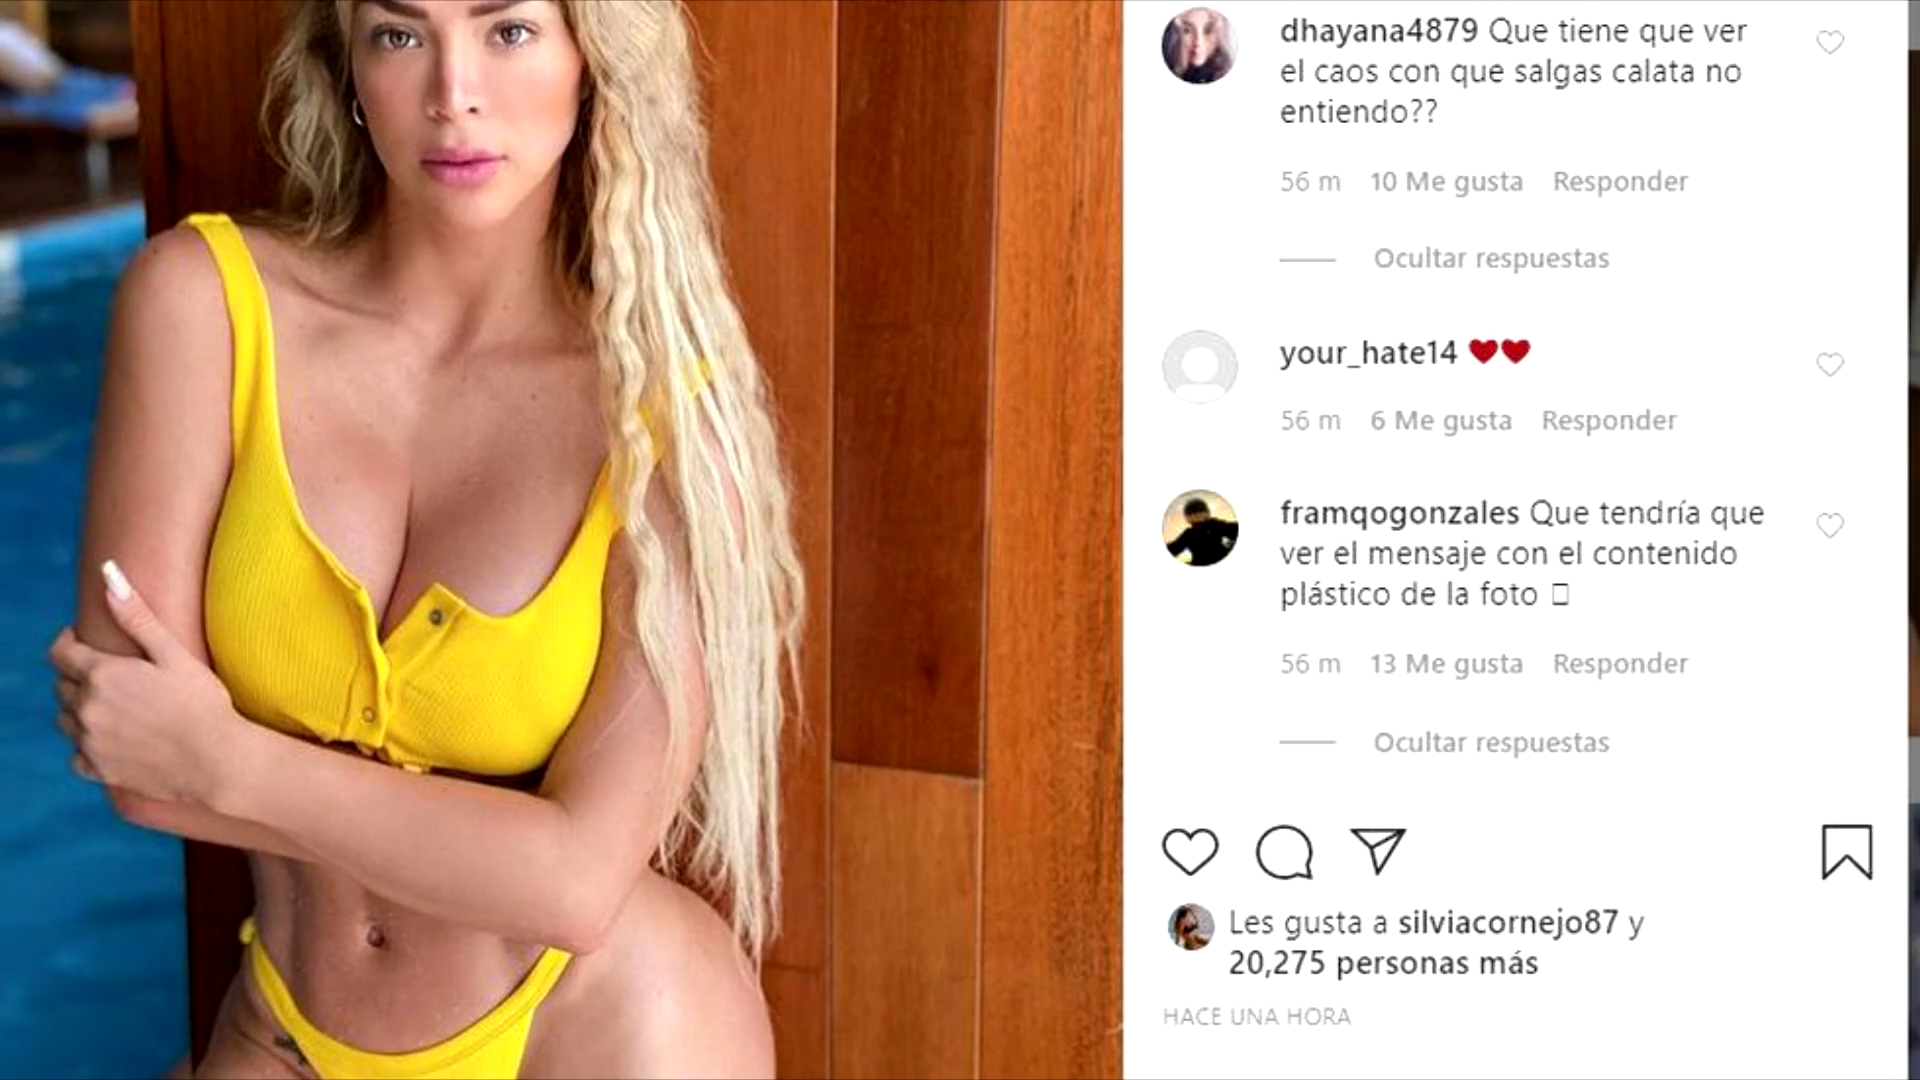 dhayana4879 Que tiene que ver
el caos con que salgas calata no
entiendo??
56 m 10 Me gusta Responder
Ocultar respuestas
your_hate14 ❤❤
56 m 6 Me gusta Responder
framqogonzales Que tendría que
ver el mensaje con el contenido
plástico de la foto
56 m 13 Me gusta Responder
Ocultar respuestas
Les gusta a silviacornejo87 y
20,275 personas más
HACE UNA HORA